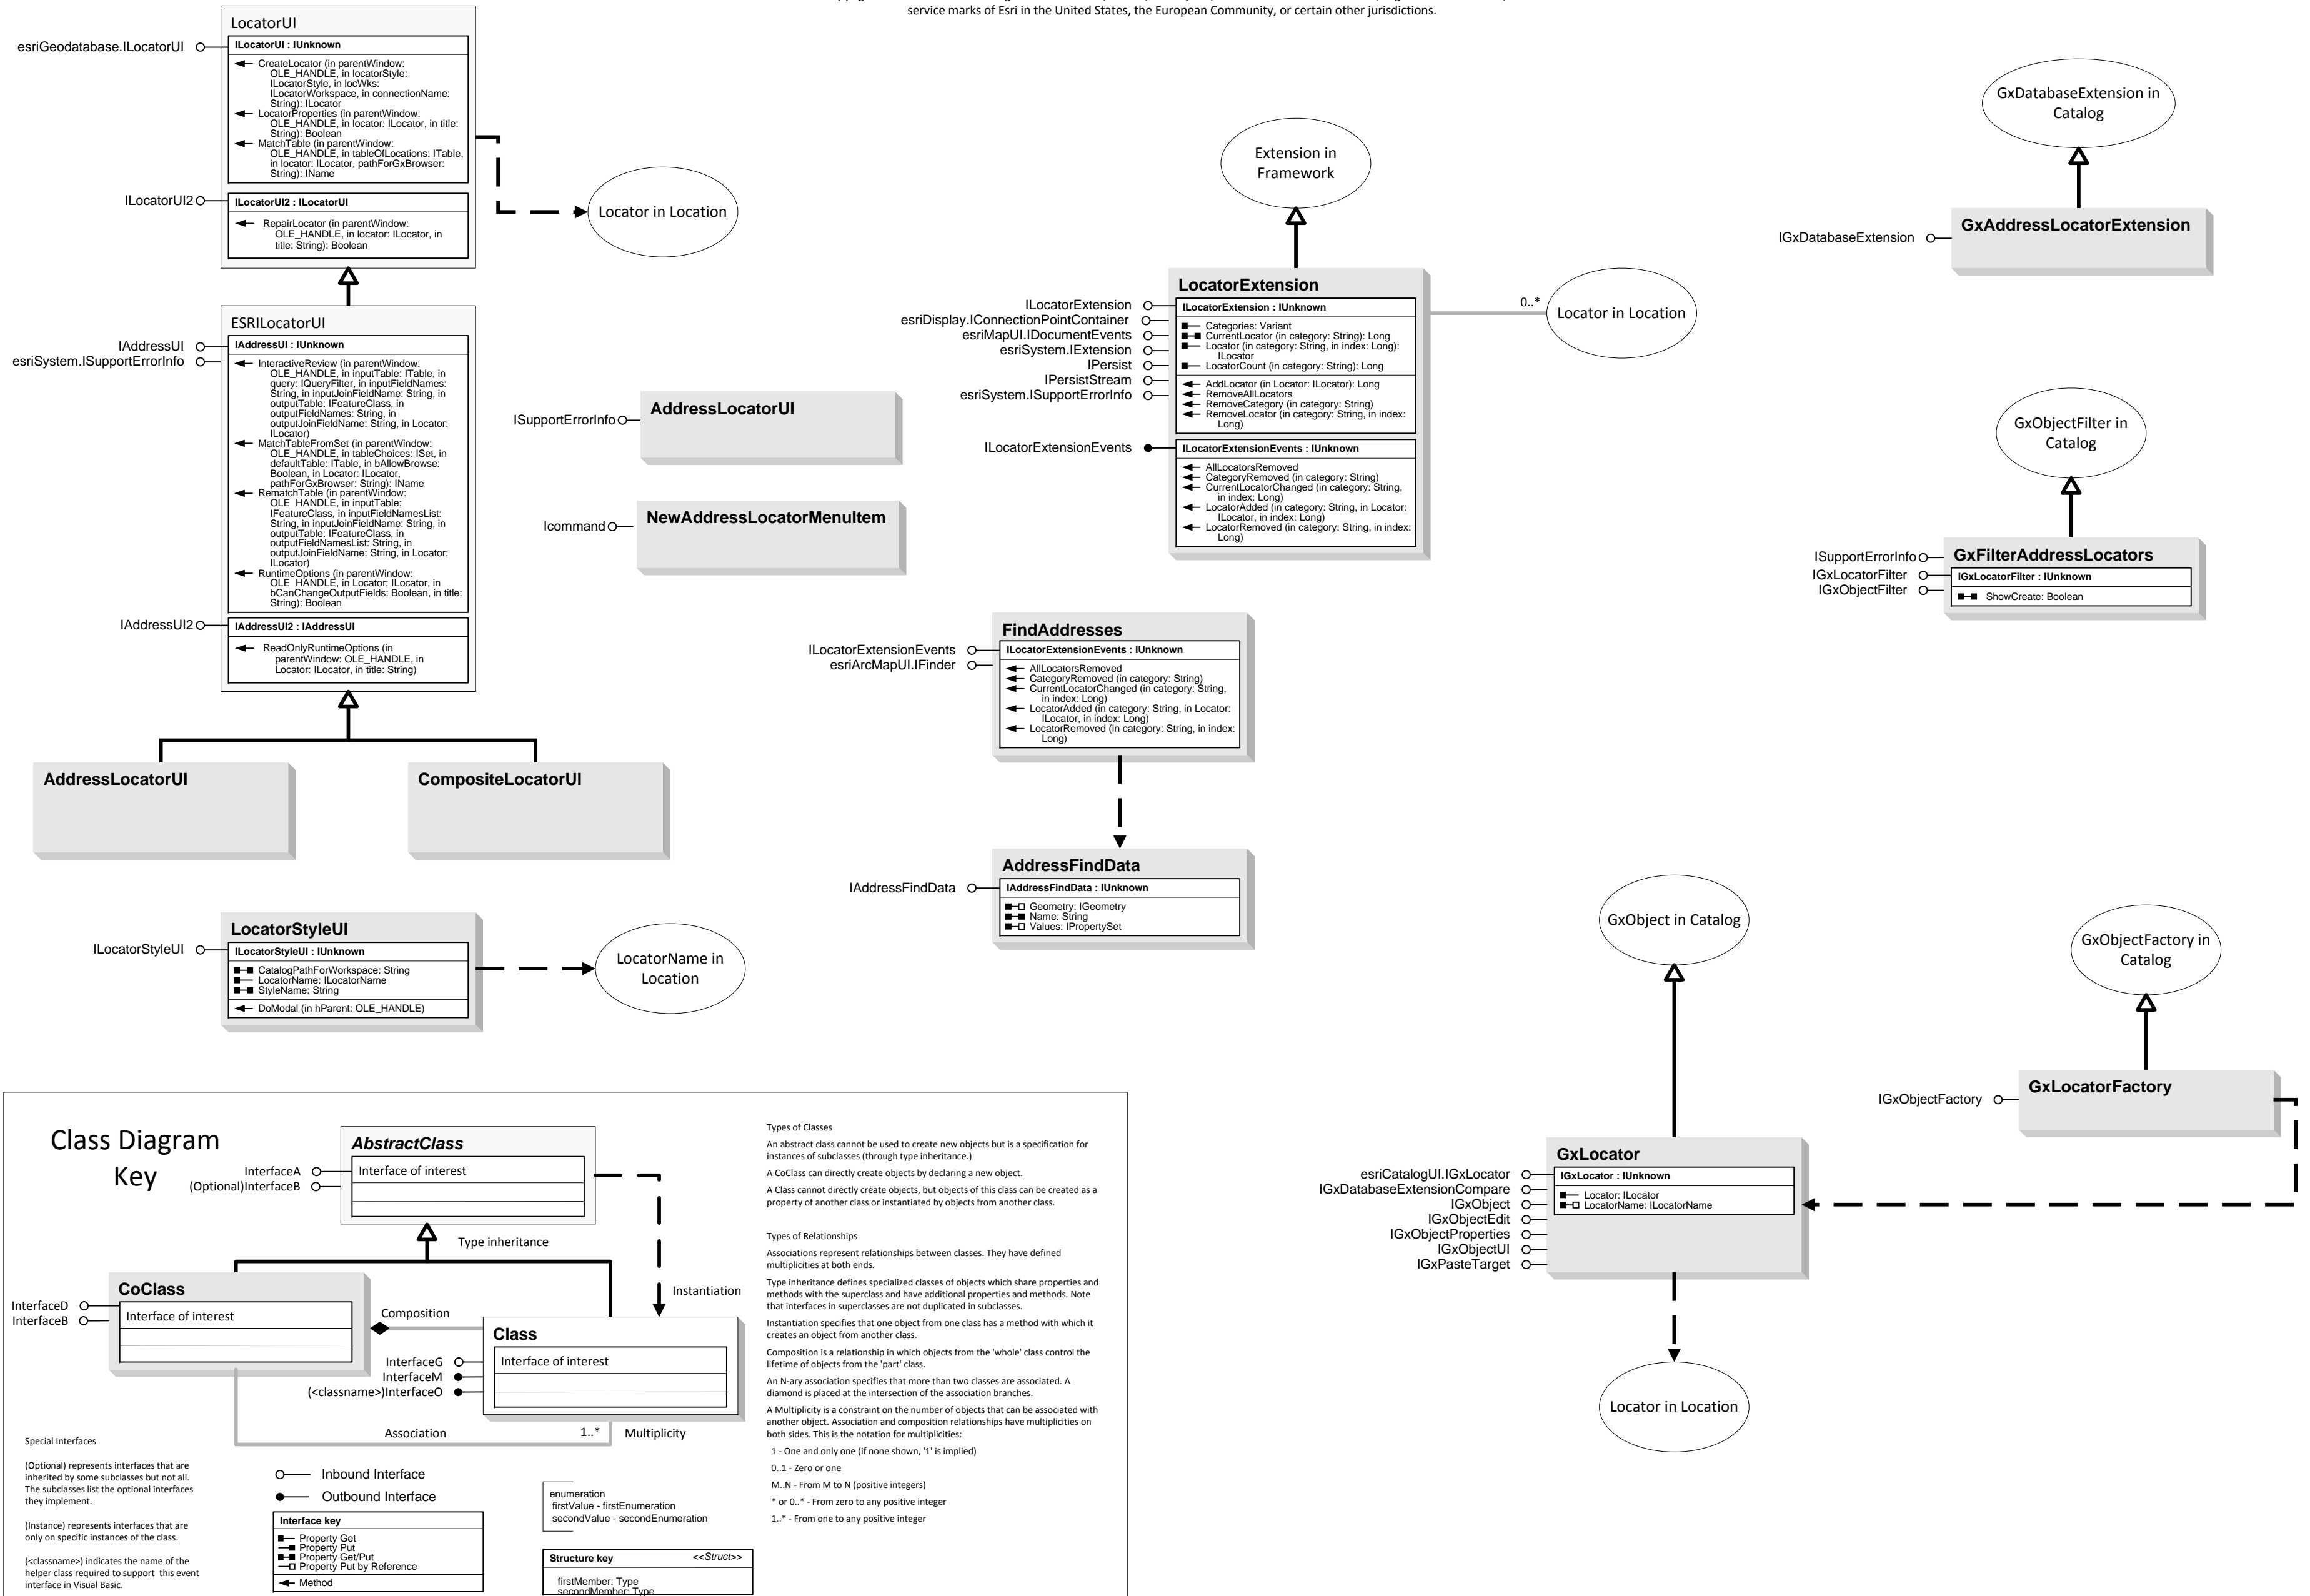 service marks of Esri in the United States, the European Community, or certain other jurisdictions.
LocatorUI
esriGeodatabase.ILocatorUI
ILocatorUI : IUnknown
CreateLocator (in parentWindow:
OLE_HANDLE, in locatorStyle:
ILocatorStyle, in locWks:
ILocatorWorkspace, in connectionName:
String): ILocator
LocatorProperties (in parentWindow:
OLE_HANDLE, in locator: ILocator, in title:
String): Boolean
MatchTable (in parentWindow:
OLE_HANDLE, in tableOfLocations: ITable,
in locator: ILocator, pathForGxBrowser:
String): IName
ILocatorUI2
ILocatorUI2 : ILocatorUI
RepairLocator (in parentWindow:
OLE_HANDLE, in locator: ILocator, in
title: String): Boolean
Locator in Location
ESRILocatorUI
IAddressUI
esriSystem.ISupportErrorInfo
IAddressUI : IUnknown
InteractiveReview (in parentWindow:
OLE_HANDLE, in inputTable: ITable, in
query: IQueryFilter, in inputFieldNames:
String, in inputJoinFieldName: String, in
outputTable: IFeatureClass, in
outputFieldNames: String, in
outputJoinFieldName: String, in Locator:
ILocator)
MatchTableFromSet (in parentWindow:
OLE_HANDLE, in tableChoices: ISet, in
defaultTable: ITable, in bAllowBrowse:
Boolean, in Locator: ILocator,
pathForGxBrowser: String): IName
RematchTable (in parentWindow:
OLE_HANDLE, in inputTable:
IFeatureClass, in inputFieldNamesList:
String, in inputJoinFieldName: String, in
outputTable: IFeatureClass, in
outputFieldNamesList: String, in
outputJoinFieldName: String, in Locator:
ILocator)
RuntimeOptions (in parentWindow:
OLE_HANDLE, in Locator: ILocator, in
bCanChangeOutputFields: Boolean, in title:
String): Boolean
IAddressUI2
IAddressUI2 : IAddressUI
ReadOnlyRuntimeOptions (in
parentWindow: OLE_HANDLE, in
Locator: ILocator, in title: String)
AddressLocatorUI
CompositeLocatorUI
LocatorStyleUI
ILocatorStyleUI
ILocatorStyleUI : IUnknown
CatalogPathForWorkspace: String
LocatorName: ILocatorName
StyleName: String
DoModal (in hParent: OLE_HANDLE)
LocatorName in
Location
ISupportErrorInfo
AddressLocatorUI
Icommand
NewAddressLocatorMenuItem
Extension in
Framework
LocatorExtension
ILocatorExtension
esriDisplay.IConnectionPointContainer
esriMapUI.IDocumentEvents
esriSystem.IExtension
IPersist
IPersistStream
esriSystem.ISupportErrorInfo
ILocatorExtension : IUnknown
Categories: Variant
CurrentLocator (in category: String): Long
Locator (in category: String, in index: Long):
ILocator
LocatorCount (in category: String): Long
AddLocator (in Locator: ILocator): Long
RemoveAllLocators
RemoveCategory (in category: String)
RemoveLocator (in category: String, in index:
Long)
ILocatorExtensionEvents
ILocatorExtensionEvents : IUnknown
AllLocatorsRemoved
CategoryRemoved (in category: String)
CurrentLocatorChanged (in category: String,
in index: Long)
LocatorAdded (in category: String, in Locator:
ILocator, in index: Long)
LocatorRemoved (in category: String, in index:
Long)
0..*
Locator in Location
FindAddresses
ILocatorExtensionEvents
esriArcMapUI.IFinder
ILocatorExtensionEvents : IUnknown
AllLocatorsRemoved
CategoryRemoved (in category: String)
CurrentLocatorChanged (in category: String,
in index: Long)
LocatorAdded (in category: String, in Locator:
ILocator, in index: Long)
LocatorRemoved (in category: String, in index:
Long)
AddressFindData
IAddressFindData
IAddressFindData : IUnknown
Geometry: IGeometry
Name: String
Values: IPropertySet
GxDatabaseExtension in
Catalog
IGxDatabaseExtension
GxAddressLocatorExtension
GxObjectFilter in
Catalog
ISupportErrorInfo
IGxLocatorFilter
IGxObjectFilter
GxFilterAddressLocators
IGxLocatorFilter : IUnknown
ShowCreate: Boolean
GxObject in Catalog
GxObjectFactory in
Catalog
IGxObjectFactory
GxLocatorFactory
GxLocator
esriCatalogUI.IGxLocator
IGxDatabaseExtensionCompare
IGxObject
IGxObjectEdit
IGxObjectProperties
IGxObjectUI
IGxPasteTarget
IGxLocator : IUnknown
Locator: ILocator
LocatorName: ILocatorName
Locator in Location
Class Diagram
Key
AbstractClass
InterfaceA
(Optional)InterfaceB
Interface of interest
Type inheritance
Instantiation
CoClass
InterfaceD
InterfaceB
Interface of interest
Composition
Class
InterfaceG
InterfaceM
(<classname>)InterfaceO
Interface of interest
Association
1..*
Multiplicity
Special Interfaces
(Optional) represents interfaces that are
inherited by some subclasses but not all.
The subclasses list the optional interfaces
they implement.
(Instance) represents interfaces that are
only on specific instances of the class.
(<classname>) indicates the name of the
helper class required to support  this event
interface in Visual Basic.
Inbound Interface
Outbound Interface
Interface key
Property Get
Property Put
Property Get/Put
Property Put by Reference
Method
enumeration
firstValue - firstEnumeration
secondValue - secondEnumeration
Structure key <<Struct>>
firstMember: Type
secondMember: Type
Types of Classes
An abstract class cannot be used to create new objects but is a specification for
instances of subclasses (through type inheritance.)
A CoClass can directly create objects by declaring a new object.
A Class cannot directly create objects, but objects of this class can be created as a
property of another class or instantiated by objects from another class.
Types of Relationships
Associations represent relationships between classes. They have defined
multiplicities at both ends.
Type inheritance defines specialized classes of objects which share properties and
methods with the superclass and have additional properties and methods. Note
that interfaces in superclasses are not duplicated in subclasses.
Instantiation specifies that one object from one class has a method with which it
creates an object from another class.
Composition is a relationship in which objects from the 'whole' class control the
lifetime of objects from the 'part' class.
An N-ary association specifies that more than two classes are associated. A
diamond is placed at the intersection of the association branches.
A Multiplicity is a constraint on the number of objects that can be associated with
another object. Association and composition relationships have multiplicities on
both sides. This is the notation for multiplicities:
1 - One and only one (if none shown, '1' is implied)
0..1 - Zero or one
M..N - From M to N (positive integers)
* or 0..* - From zero to any positive integer
1..* - From one to any positive integer